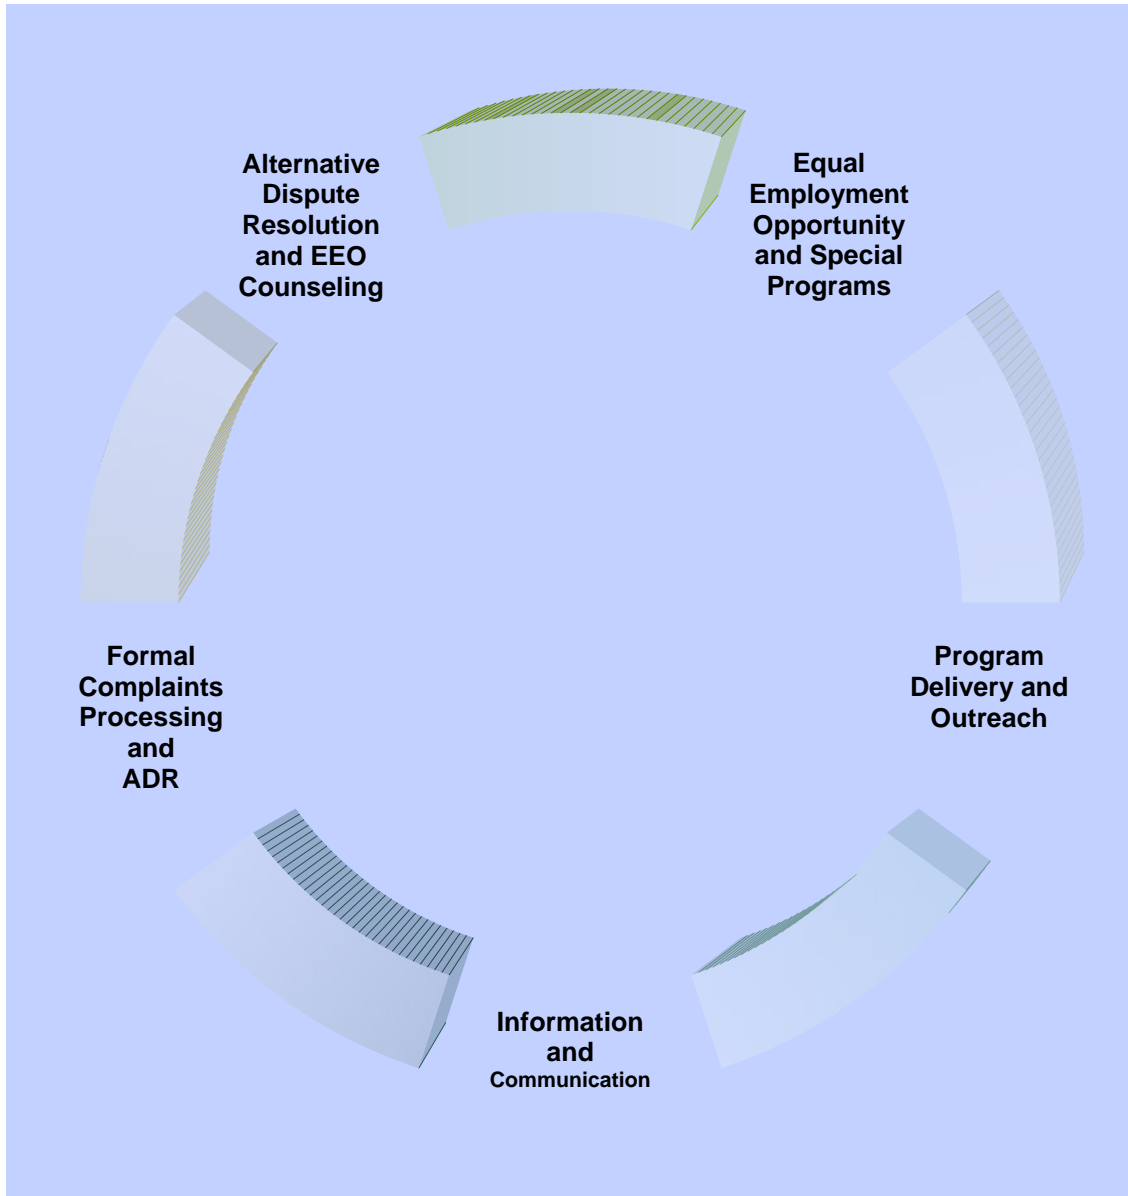 Alternative
Dispute
Resolution
and EEO
Counseling
Equal
Employment
Opportunity
and Special
Programs
Formal
Complaints
Processing
and
ADR
Program
Delivery and
Outreach
Information
and
Communication